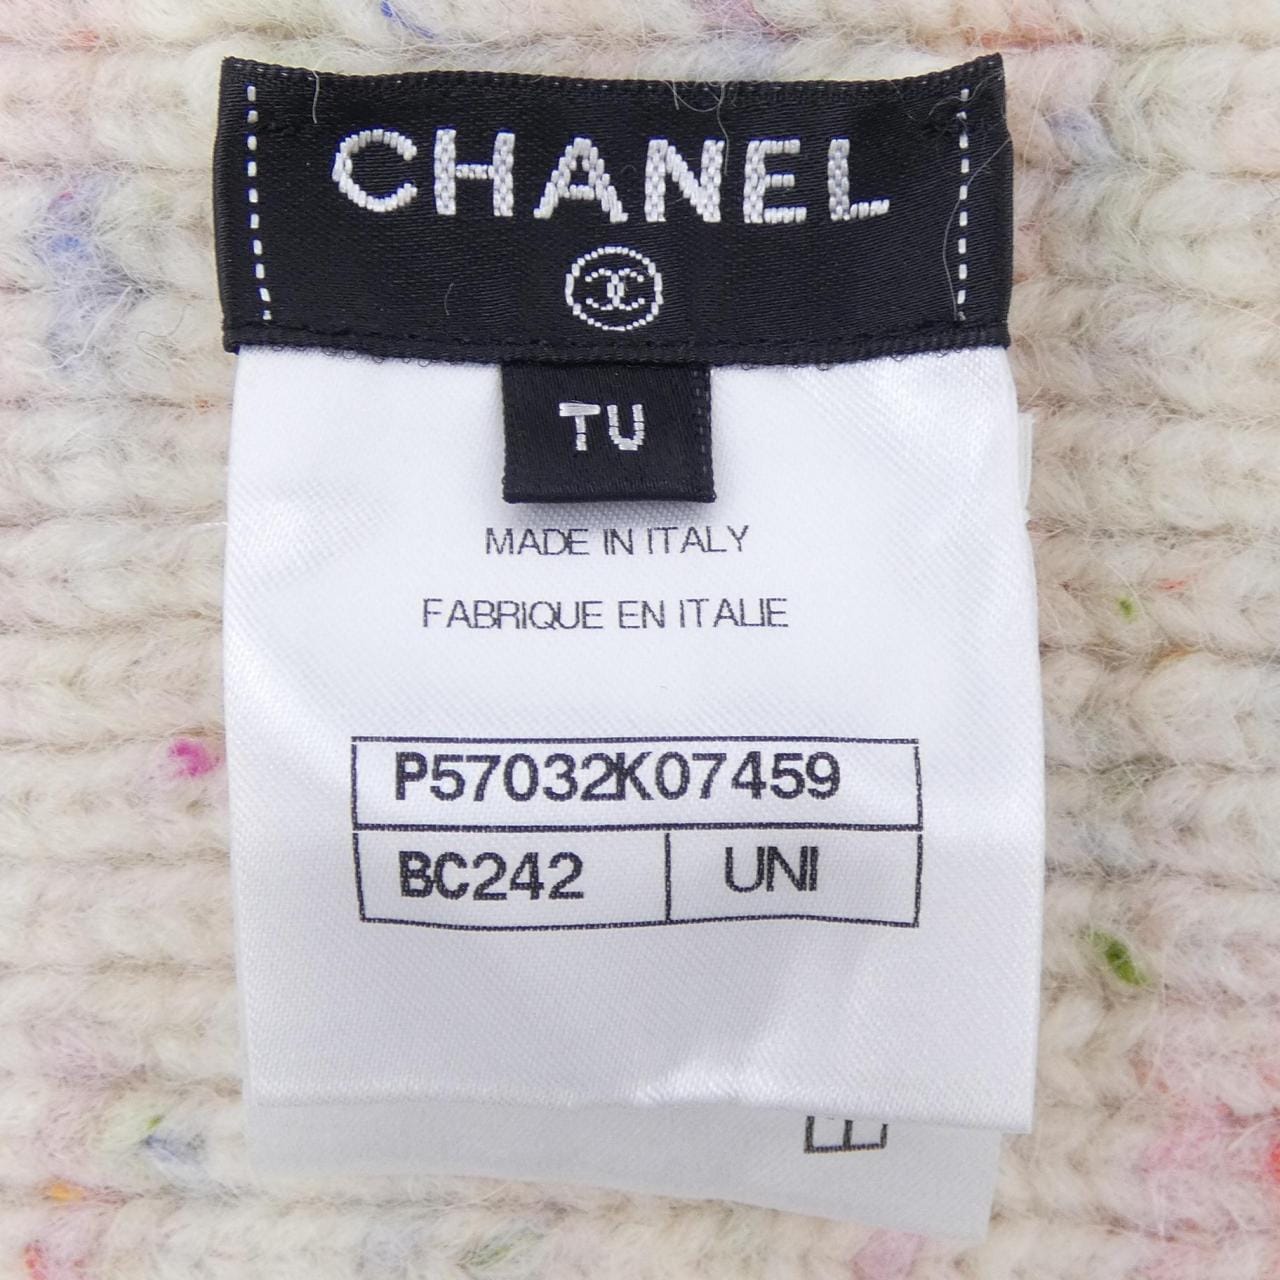 CHANEL
TU
MADE IN ITALY
FABRIQUE EN ITALIE
P57032K07459
BC242 UNI